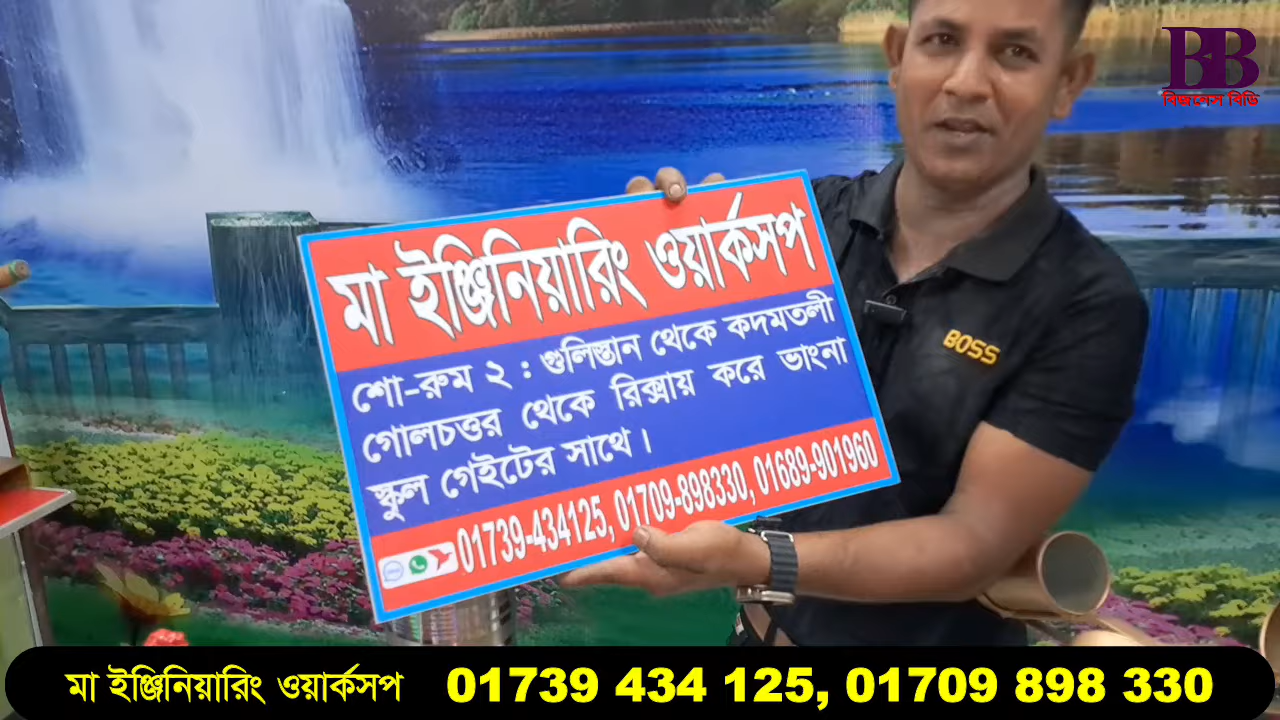 BB
বিজনেস বিডি
মা ইঞ্জিনিয়ারিং ওয়ার্কসপ
শো-রুম ২ : গুলিস্তান থেকে কদমতলী
গোলচত্তর থেকে রিক্সায় করে ভাংনা
স্কুল গেইটের সাথে।
01739-434125, 01709-898330, 01689-901960
BOSS
মা ইঞ্জিনিয়ারিং ওয়ার্কসপ 01739 434 125, 01709 898 330